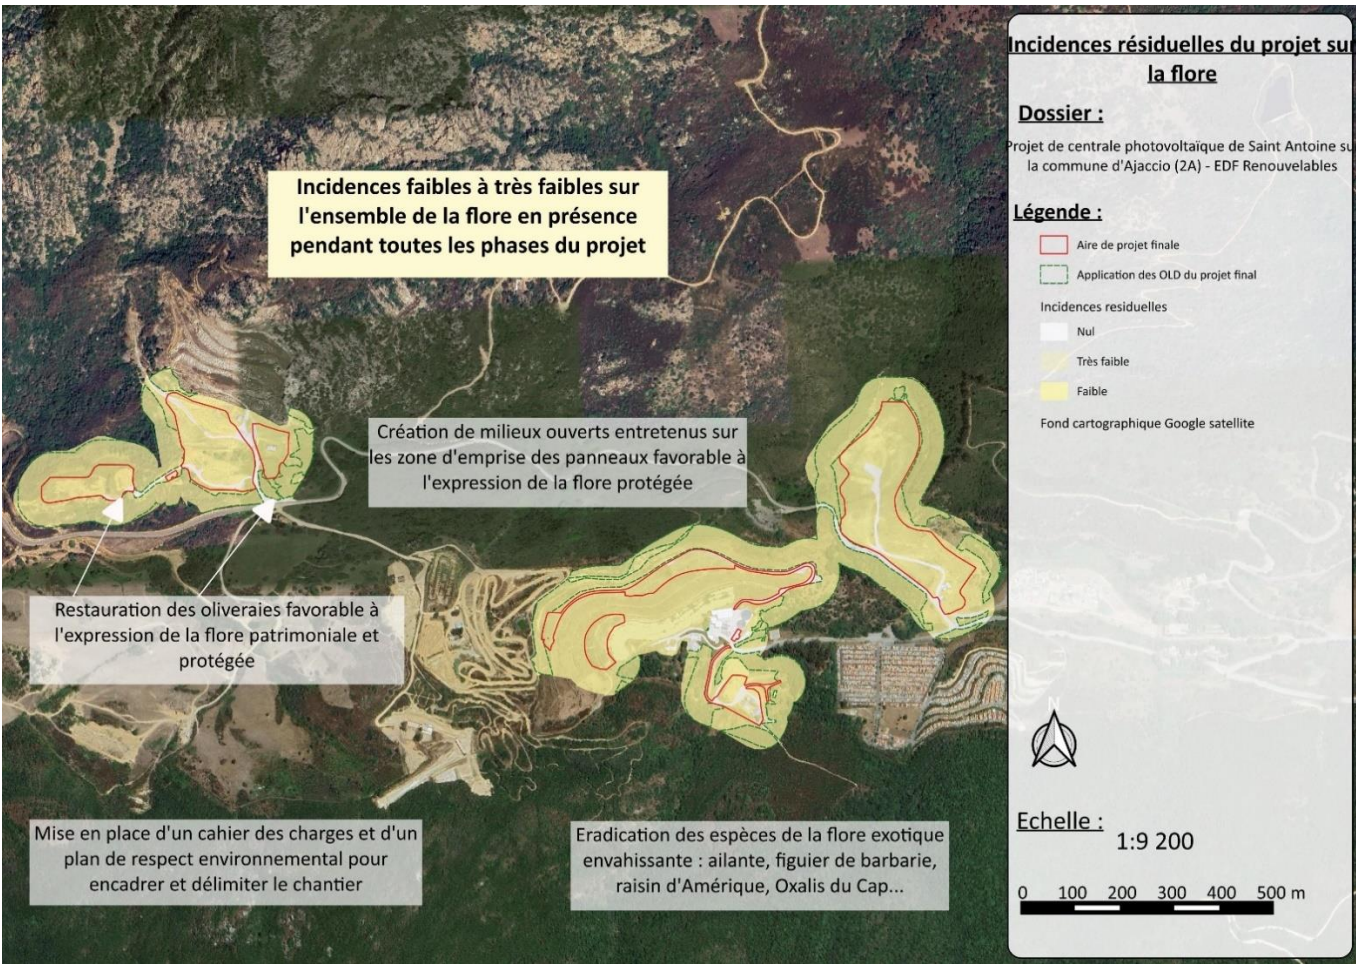 Incidences résiduelles du projet sur
la flore
Dossier :
Projet de centrale photovoltaïque de Saint Antoine su
la commune d'Ajaccio (2A) - EDF Renouvelables
Légende :
Aire de projet finale
Application des OLD du projet final
Incidences residuelles
Nul
Très faible
Faible
Fond cartographique Google satellite
Incidences faibles à très faibles sur
l'ensemble de la flore en présence
pendant toutes les phases du projet
Création de milieux ouverts entretenus sur
les zone d'emprise des panneaux favorable à
l'expression de la flore protégée
Restauration des oliveraies favorable à
l'expression de la flore patrimoniale et
protégée
Mise en place d'un cahier des charges et d'un
plan de respect environnemental pour
encadrer et délimiter le chantier
Eradication des espèces de la flore exotique
envahissante : ailante, figuier de barbarie,
raisin d'Amérique, Oxalis du Cap...
N
Echelle :
1:9 200
0 100 200 300 400 500 m